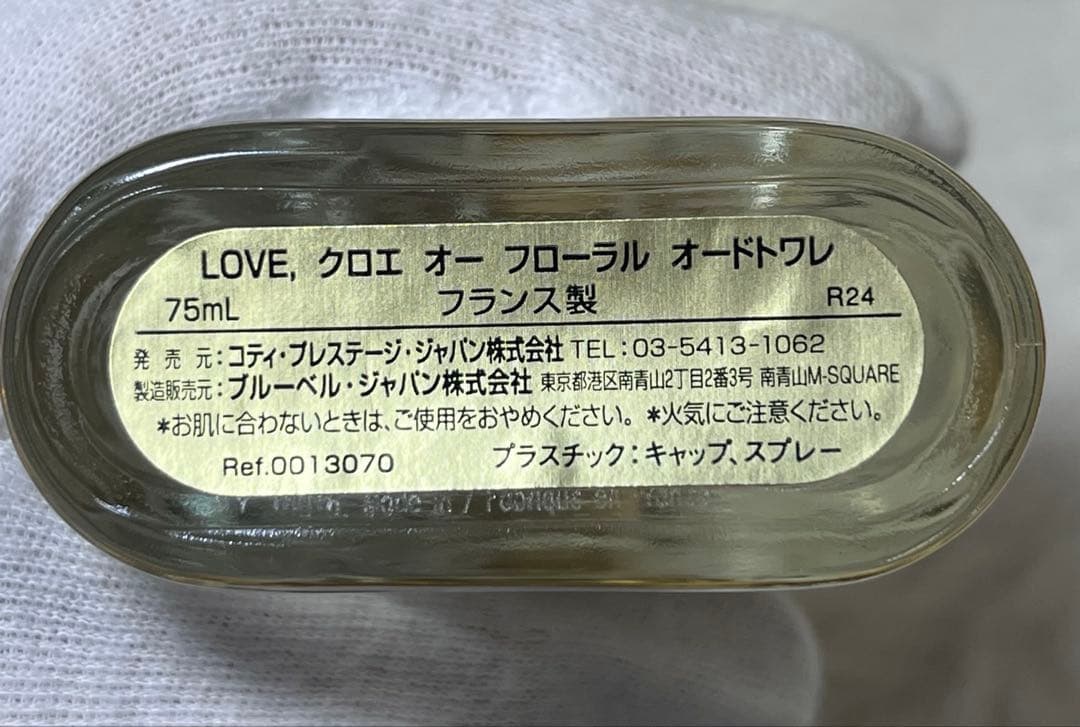 LOVE, クロエ オー フローラル オードトワレ
75mL フランス製 R24
発売元:コティ・プレステージ・ジャパン株式会社 TEL:03-5413-1062
製造販売元:ブルーベル・ジャパン株式会社 東京都港区南青山2丁目2番3号 南青山M-SQUARE
*お肌に合わないときは、ご使用をおやめください。 *火気にご注意ください。
Ref.0013070 プラスチック:キャップ、スプレー